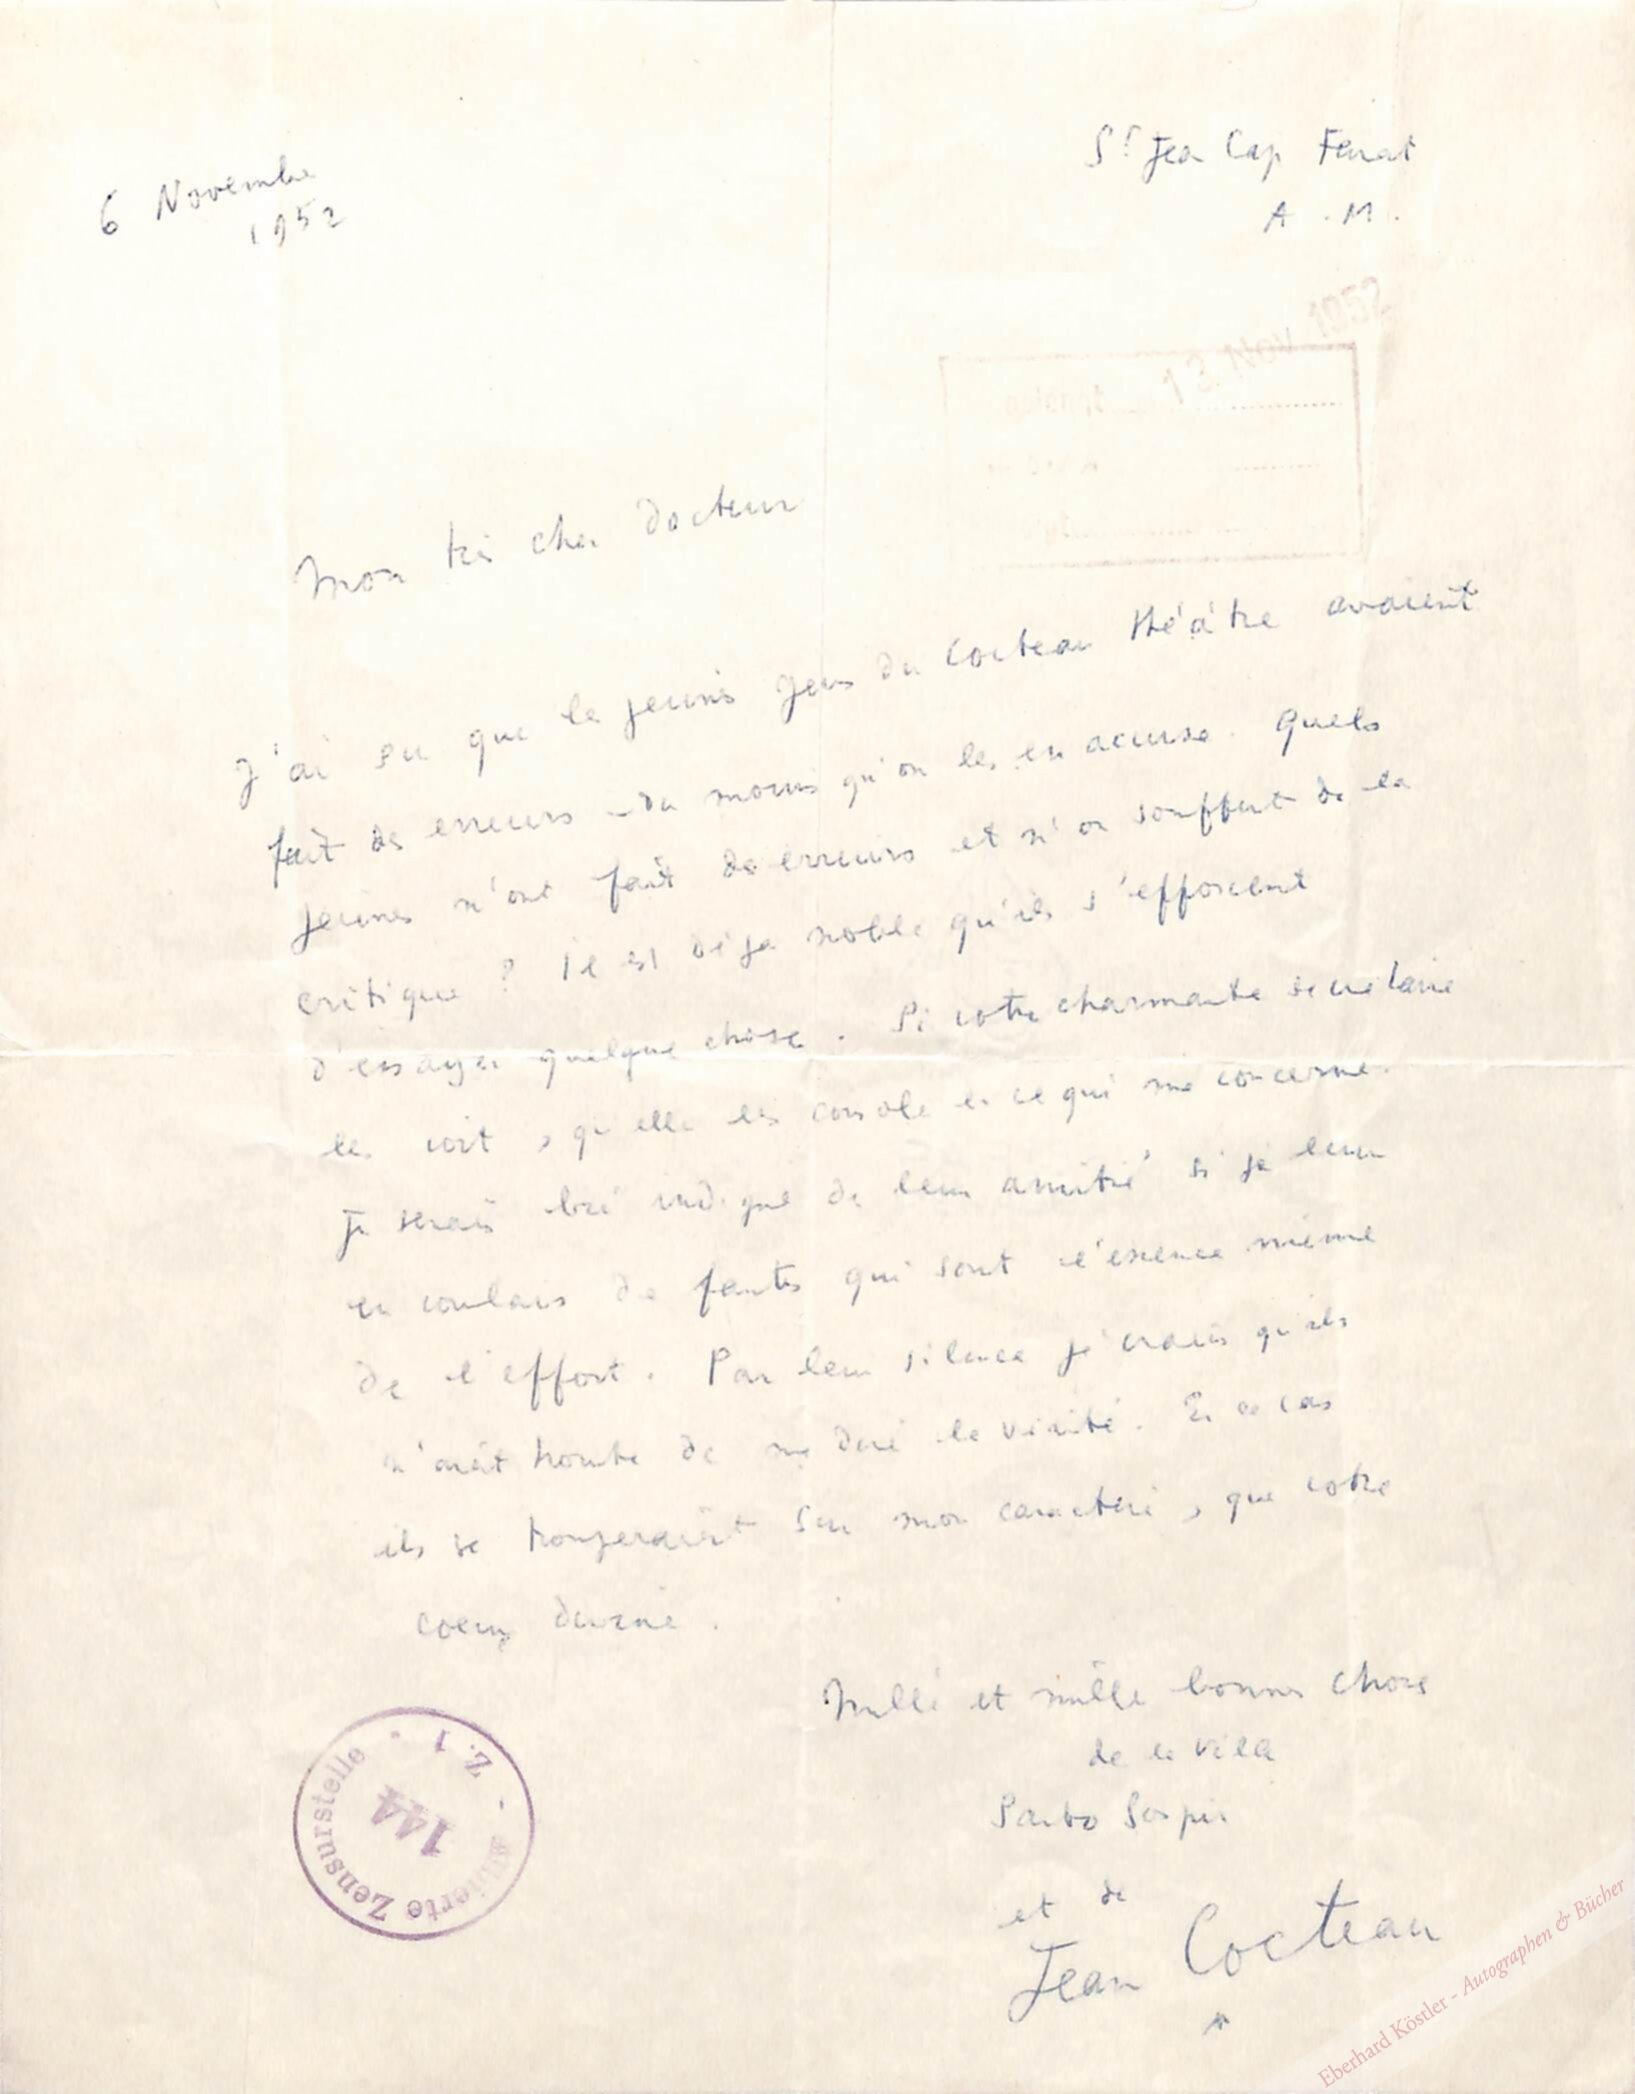 6 Novembre
1952
St Jean Cap Ferrat
A. M.
13. NOV 1952
Mon très cher docteur
J'ai su que les jeunes gens du Cocteau théâtre avaient
fait des erreurs - du moins qu'on les en accuse. Quels
jeunes n'ont fait des erreurs et n'on souffert de la
critique ? Il est déja noble qu'ils s'efforcent
d'essayer quelque chose. Si votre charmante secrétaire
les voit, qu'elle les console en ce qui me concerne.
Je serais bien indigne de leur amitié si je leur
en voulais de fautes qui sont l'essence même
de l'effort. Par leur silence je crains qu'ils
n'aient honte de me dire la vérité. En ce cas
ils se tromperaient sur mon caractère, que votre
coeur devine.
Mille et mille bonnes choses
de la villa
Santo Sospir
et de
Jean Cocteau
*
Alliierte Zensurstelle
144
Z. 1
Eberhard Köstler - Autographen & Bücher